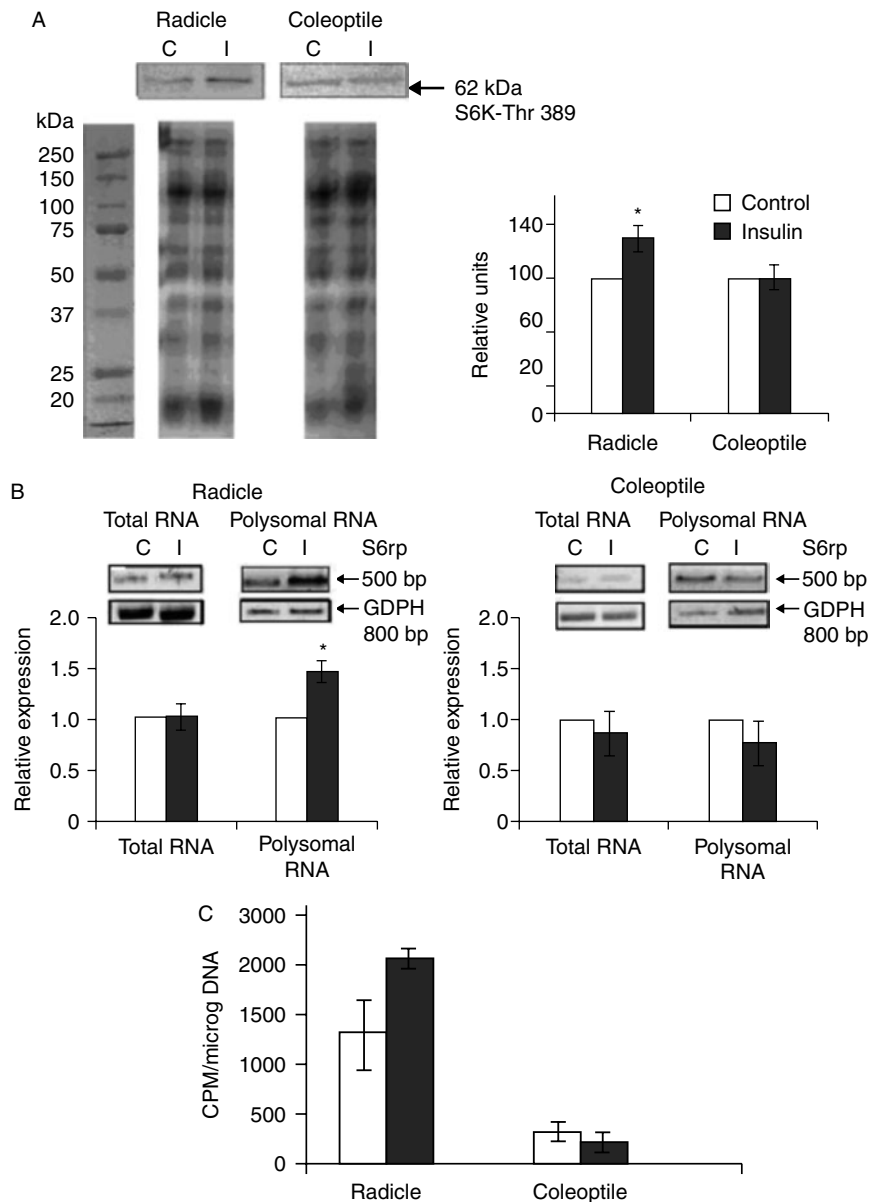 A
Radicle
Coleoptile
C I
C I
62 kDa
S6K-Thr 389
kDa
250
150
100
75
50
37
25
20
Relative units
140
100
60
20
0
*
Control
Insulin
Radicle
Coleoptile
B
Radicle
Total RNA Polysomal RNA
C I C I S6rp
500 bp
GDPH
800 bp
Relative expression
2.0
1.5
1.0
0.5
0
*
Total RNA
Polysomal
RNA
Coleoptile
Total RNA Polysomal RNA
C I C I S6rp
500 bp
GDPH
800 bp
Relative expression
2.0
1.5
1.0
0.5
0
Total RNA
Polysomal
RNA
C
CPM/microg DNA
3000
2500
2000
1500
1000
500
0
Radicle
Coleoptile